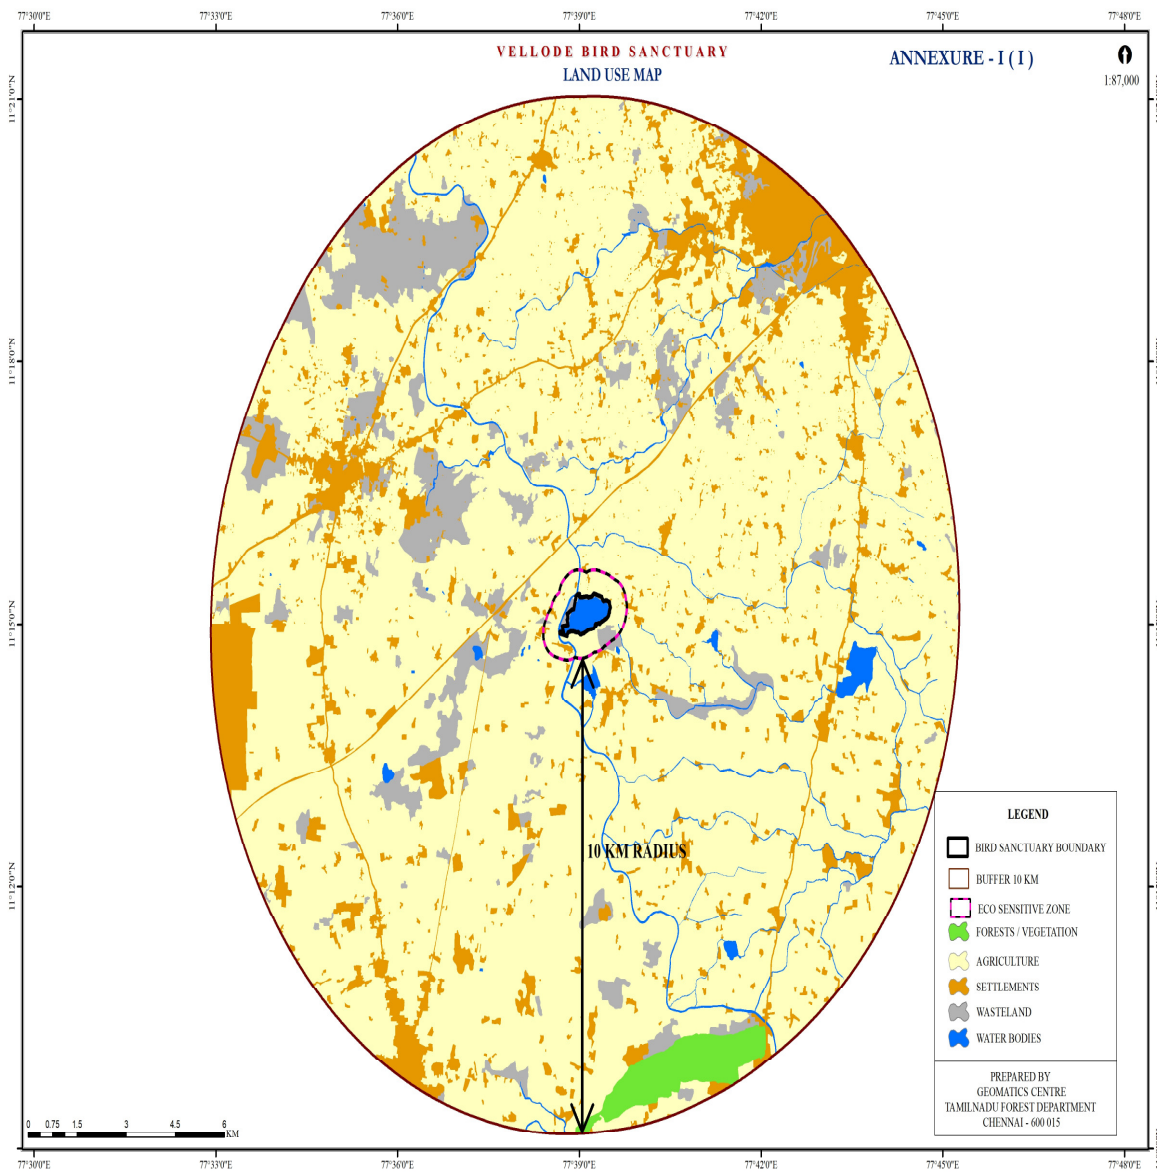 77°30'0"E 77°33'0"E 77°36'0"E 77°39'0"E 77°42'0"E 77°45'0"E 77°48'0"E
VELLODE BIRD SANCTUARY
LAND USE MAP
ANNEXURE - I ( I )
1:87,000
11°21'0"N
11°18'0"N
11°15'0"N
11°12'0"N
10 KM RADIUS
LEGEND
BIRD SANCTUARY BOUNDARY
BUFFER 10 KM
ECO SENSITIVE ZONE
FORESTS / VEGETATION
AGRICULTURE
SETTLEMENTS
WASTELAND
WATER BODIES
PREPARED BY
GEOMATICS CENTRE
TAMILNADU FOREST DEPARTMENT
CHENNAI - 600 015
0 0.75 1.5 3 4.5 6
KM
77°30'0"E 77°33'0"E 77°36'0"E 77°39'0"E 77°42'0"E 77°45'0"E 77°48'0"E